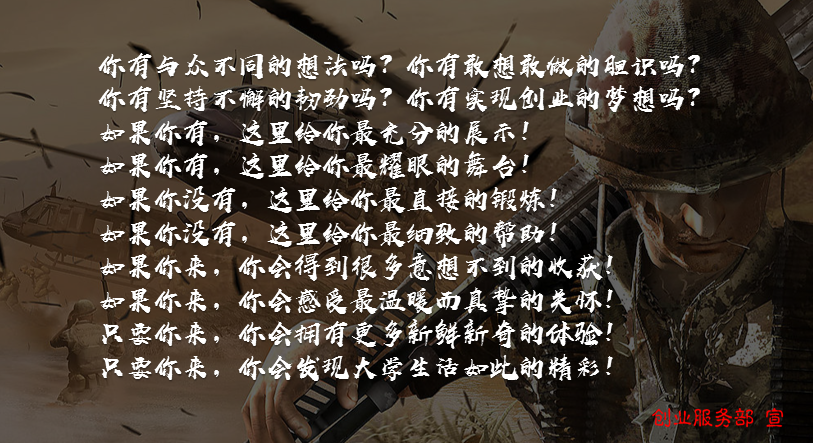 你有与众不同的想法吗？你有敢想敢做的胆识吗？
你有坚持不懈的韧劲吗？你有实现创业的梦想吗？
如果你有，这里给你最充分的展示！
如果你有，这里给你最耀眼的舞台！
如果你没有，这里给你最直接的锻炼！
如果你没有，这里给你最细致的帮助！
如果你来，你会得到很多意想不到的收获！
如果你来，你会感受最温暖而真挚的关怀！
只要你来，你会拥有更多新鲜新奇的体验！
只要你来，你会发现大学生活如此的精彩！
创业服务部 宣